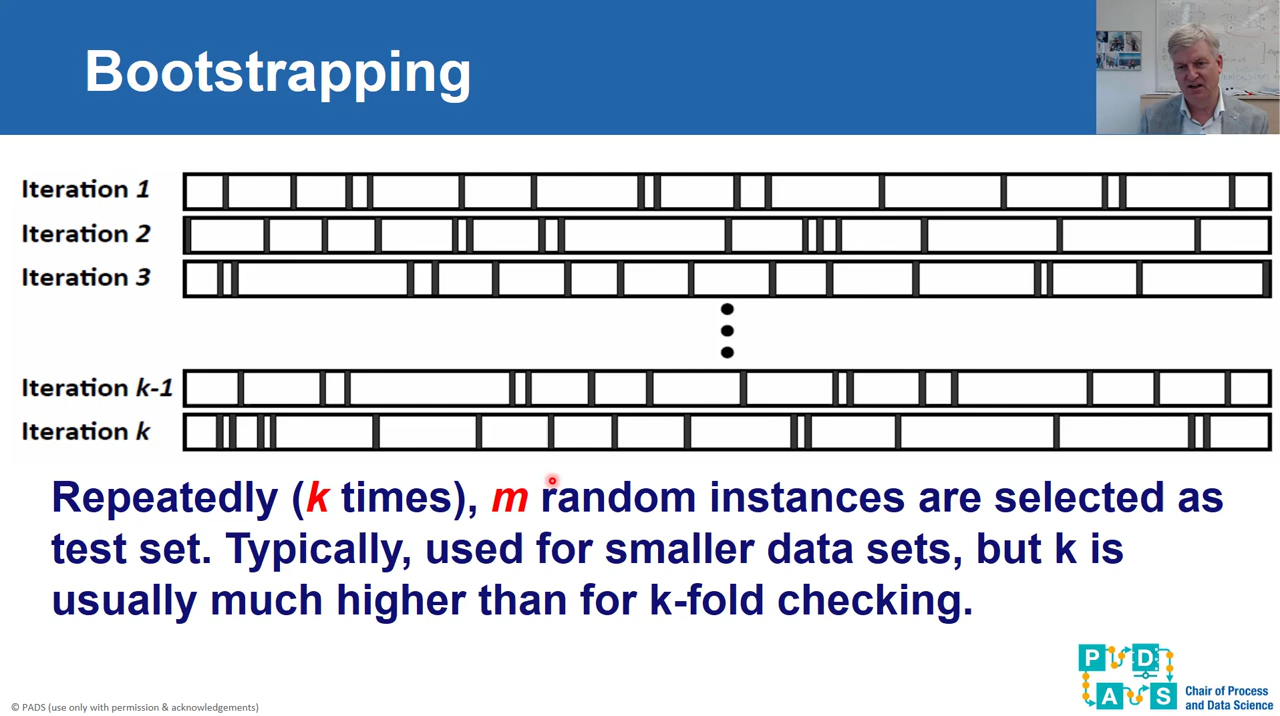 Bootstrapping
Iteration 1
Iteration 2
Iteration 3
Iteration k-1
Iteration k
Repeatedly (k times), m random instances are selected as
test set. Typically, used for smaller data sets, but k is
usually much higher than for k-fold checking.
P D
A S
Chair of Process
and Data Science
© PADS (use only with permission & acknowledgements)